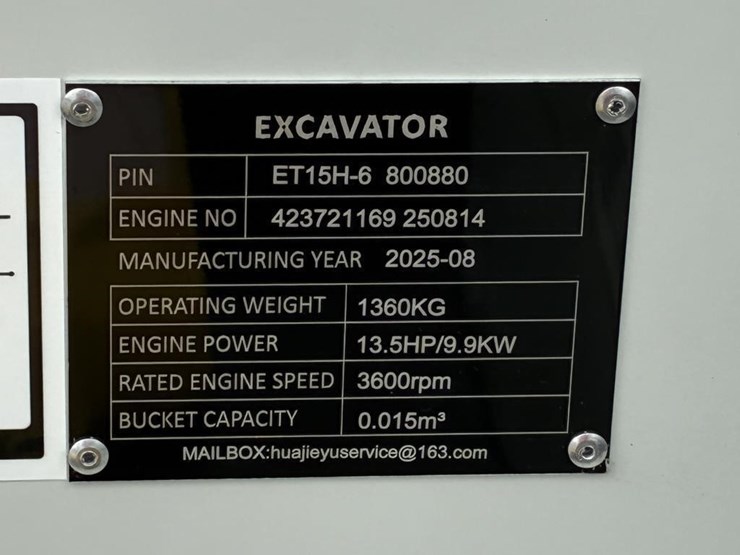 EXCAVATOR
PIN ET15H-6 800880
ENGINE NO 423721169 250814
MANUFACTURING YEAR 2025-08
OPERATING WEIGHT 1360KG
ENGINE POWER 13.5HP/9.9KW
RATED ENGINE SPEED 3600rpm
BUCKET CAPACITY 0.015m³
MAILBOX:huajieyuservice@163.com